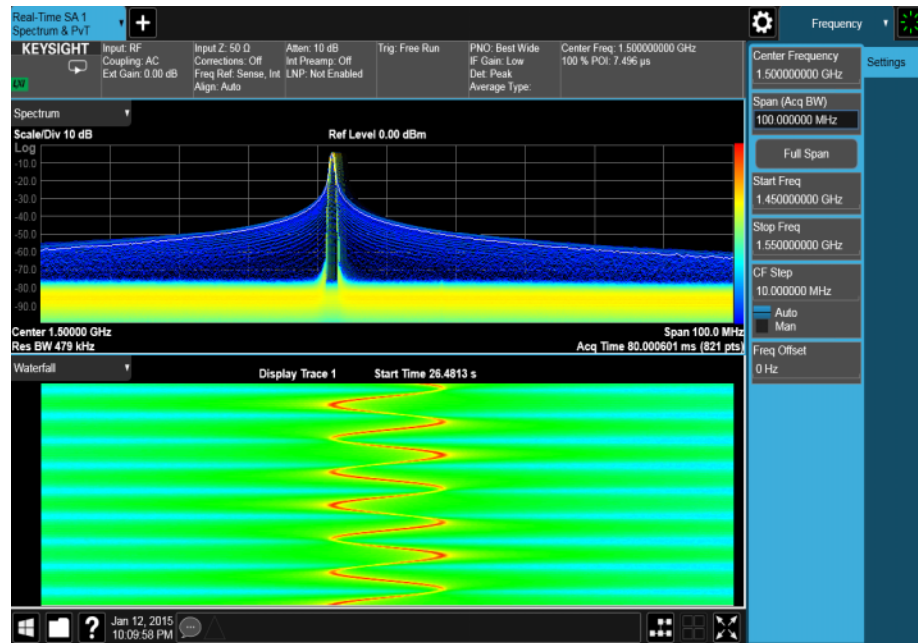 Real-Time SA 1
Spectrum & PvT
Frequency
KEYSIGHT
LXI
Input: RF
Coupling: AC
Ext Gain: 0.00 dB
Input Z: 50 Ω
Corrections: Off
Freq Ref: Sense, Int
Align: Auto
Atten: 10 dB
Int Preamp: Off
LNP: Not Enabled
Trig: Free Run
PNO: Best Wide
IF Gain: Low
Det: Peak
Average Type:
Center Freq: 1.500000000 GHz
100 % POI: 7.496 µs
Spectrum
Scale/Div 10 dB
Ref Level 0.00 dBm
Log
-10.0
-20.0
-30.0
-40.0
-50.0
-60.0
-70.0
-80.0
-90.0
Center 1.50000 GHz
Span 100.0 MHz
Res BW 479 kHz
Acq Time 80.000601 ms (821 pts)
Waterfall
Display Trace 1
Start Time 26.4813 s
Center Frequency
1.500000000 GHz
Settings
Span (Acq BW)
100.000000 MHz
Full Span
Start Freq
1.450000000 GHz
Stop Freq
1.550000000 GHz
CF Step
10.000000 MHz
Auto
Man
Freq Offset
0 Hz
?
Jan 12, 2015
10:09:58 PM